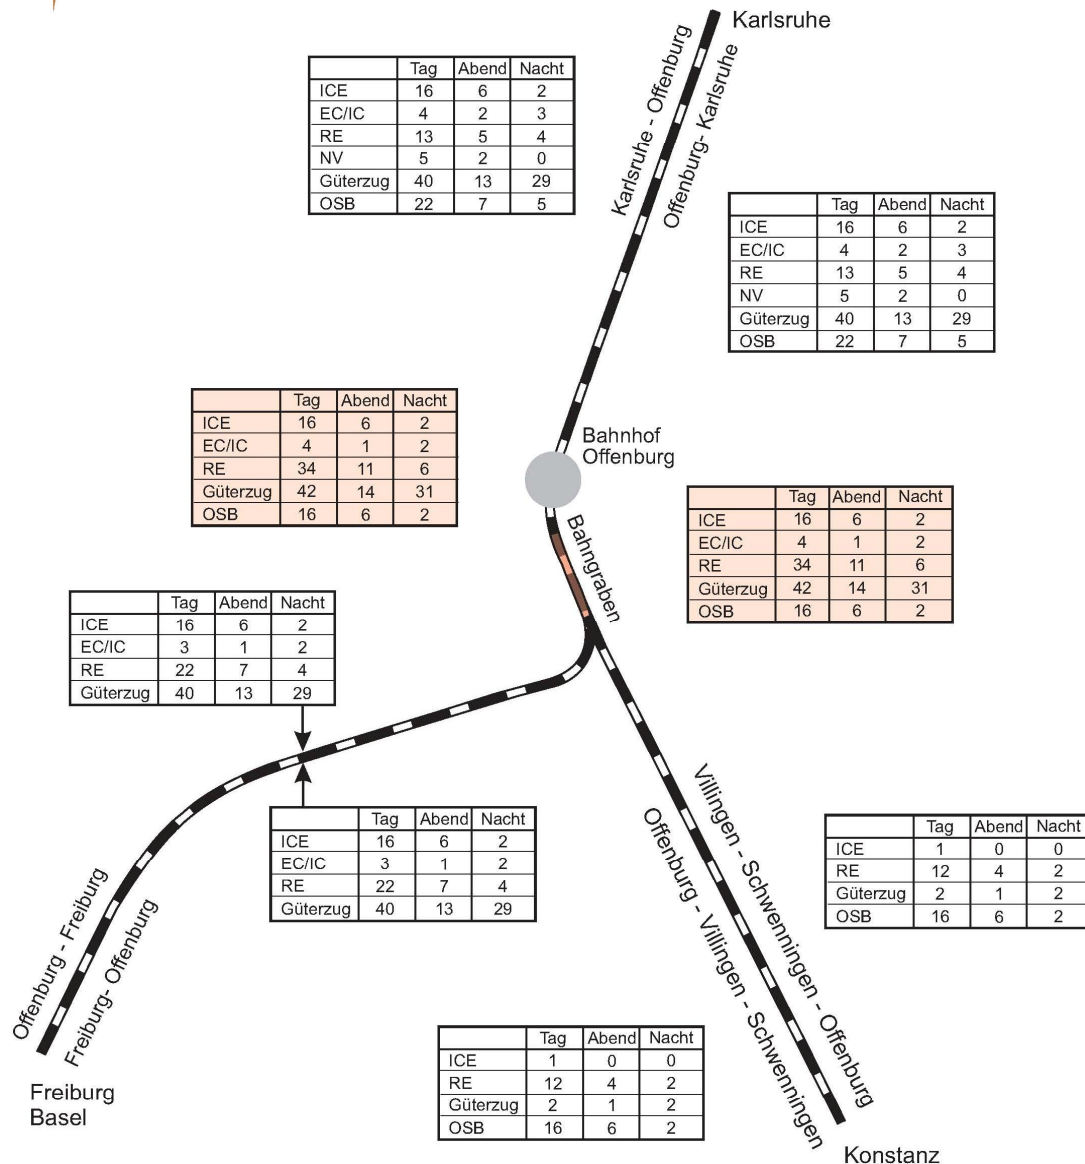 Karlsruhe
Karlsruhe - Offenburg
Offenburg- Karlsruhe
Tag Abend Nacht
ICE 16 6 2
EC/IC 4 2 3
RE 13 5 4
NV 5 2 0
Güterzug 40 13 29
OSB 22 7 5
Tag Abend Nacht
ICE 16 6 2
EC/IC 4 2 3
RE 13 5 4
NV 5 2 0
Güterzug 40 13 29
OSB 22 7 5
Tag Abend Nacht
ICE 16 6 2
EC/IC 4 1 2
RE 34 11 6
Güterzug 42 14 31
OSB 16 6 2
Bahnhof
Offenburg
Bahngraben
Tag Abend Nacht
ICE 16 6 2
EC/IC 4 1 2
RE 34 11 6
Güterzug 42 14 31
OSB 16 6 2
Tag Abend Nacht
ICE 16 6 2
EC/IC 3 1 2
RE 22 7 4
Güterzug 40 13 29
Tag Abend Nacht
ICE 16 6 2
EC/IC 3 1 2
RE 22 7 4
Güterzug 40 13 29
Villingen - Schwenningen - Offenburg
Offenburg - Villingen - Schwenningen
Tag Abend Nacht
ICE 1 0 0
RE 12 4 2
Güterzug 2 1 2
OSB 16 6 2
Offenburg - Freiburg
Freiburg- Offenburg
Tag Abend Nacht
ICE 1 0 0
RE 12 4 2
Güterzug 2 1 2
OSB 16 6 2
Freiburg
Basel
Konstanz